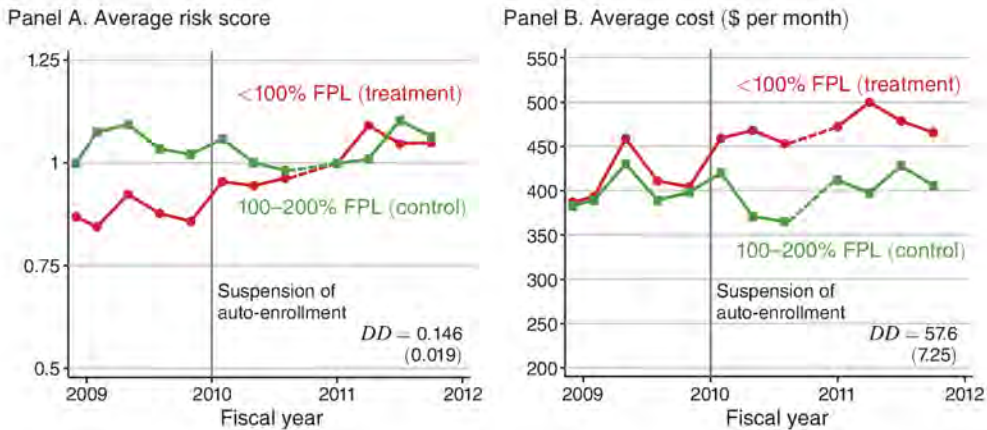 Panel A. Average risk score
1.25
1
0.75
0.5
<100% FPL (treatment)
100–200% FPL (control)
Suspension of
auto-enrollment
DD = 0.146
(0.019)
2009 2010 2011 2012
Fiscal year
Panel B. Average cost ($ per month)
550
500
450
400
350
300
250
200
<100% FPL (treatment)
100–200% FPL (control)
Suspension of
auto-enrollment
DD = 57.6
(7.25)
2009 2010 2011 2012
Fiscal year